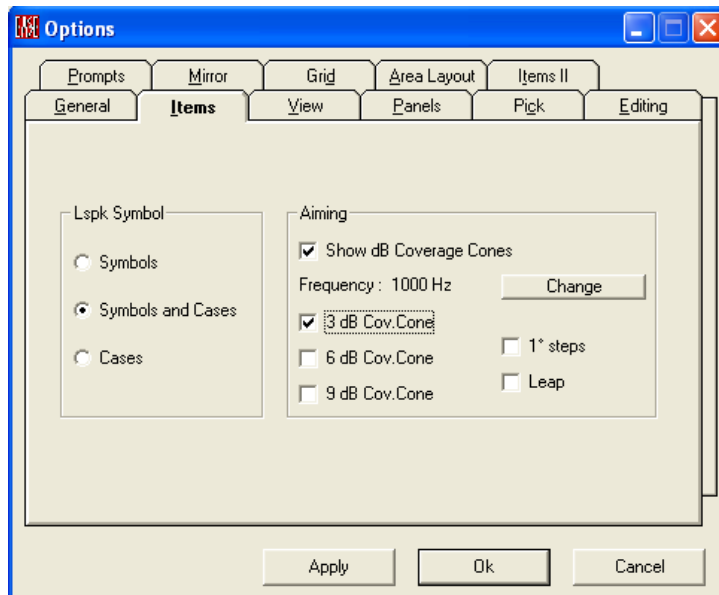 EASE Options
Prompts Mirror Grid Area Layout Items II
General Items View Panels Pick Editing
Lspk Symbol
Symbols
Symbols and Cases
Cases
Aiming
Show dB Coverage Cones
Frequency : 1000 Hz Change
3 dB Cov.Cone
6 dB Cov.Cone
9 dB Cov.Cone
1° steps
Leap
Apply Ok Cancel